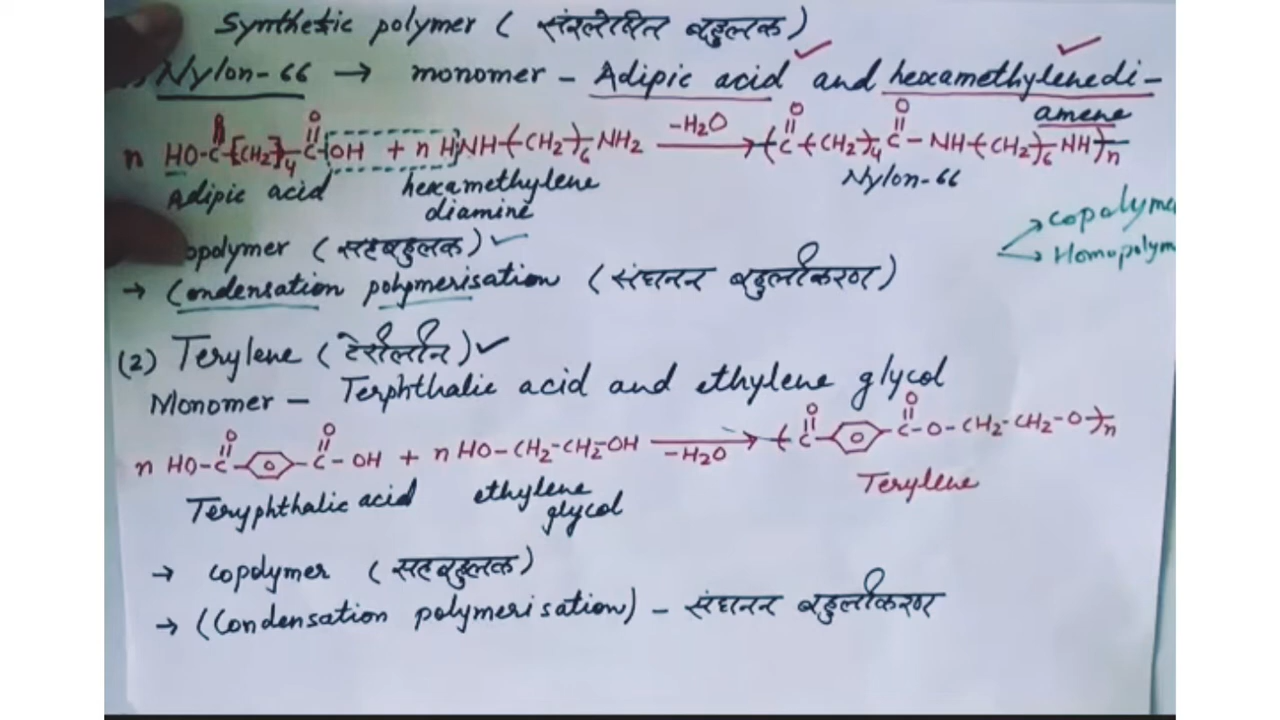 Synthetic polymer ( संश्लेषित बहुलक )
Nylon-66 → monomer - Adipic acid and hexamethylenedi-
amene
n HO-C-[CH₂]₄-C-OH + n H-NH-(CH₂)₆-NH₂ -H₂O → (C-(CH₂)₄-C-NH-(CH₂)₆-NH)n
O O O O
Adipic acid hexamethylene diamine Nylon-66
opolymer ( सहबहुलक )
copolyme
Homopolym
→ Condensation polymerisation ( संघनन बहुलीकरण )
(2) Terylene ( टेरीलीन )
Monomer - Terphthalic acid and ethylene glycol
O O O O
n HO-C-⌬-C-OH + n HO-CH₂-CH₂-OH -H₂O → (C-⌬-C-O-CH₂-CH₂-O)n
Teryphthalic acid ethylene glycol Terylene
→ copolymer ( सहबहुलक )
→ (Condensation polymerisation) - संघनन बहुलीकरण